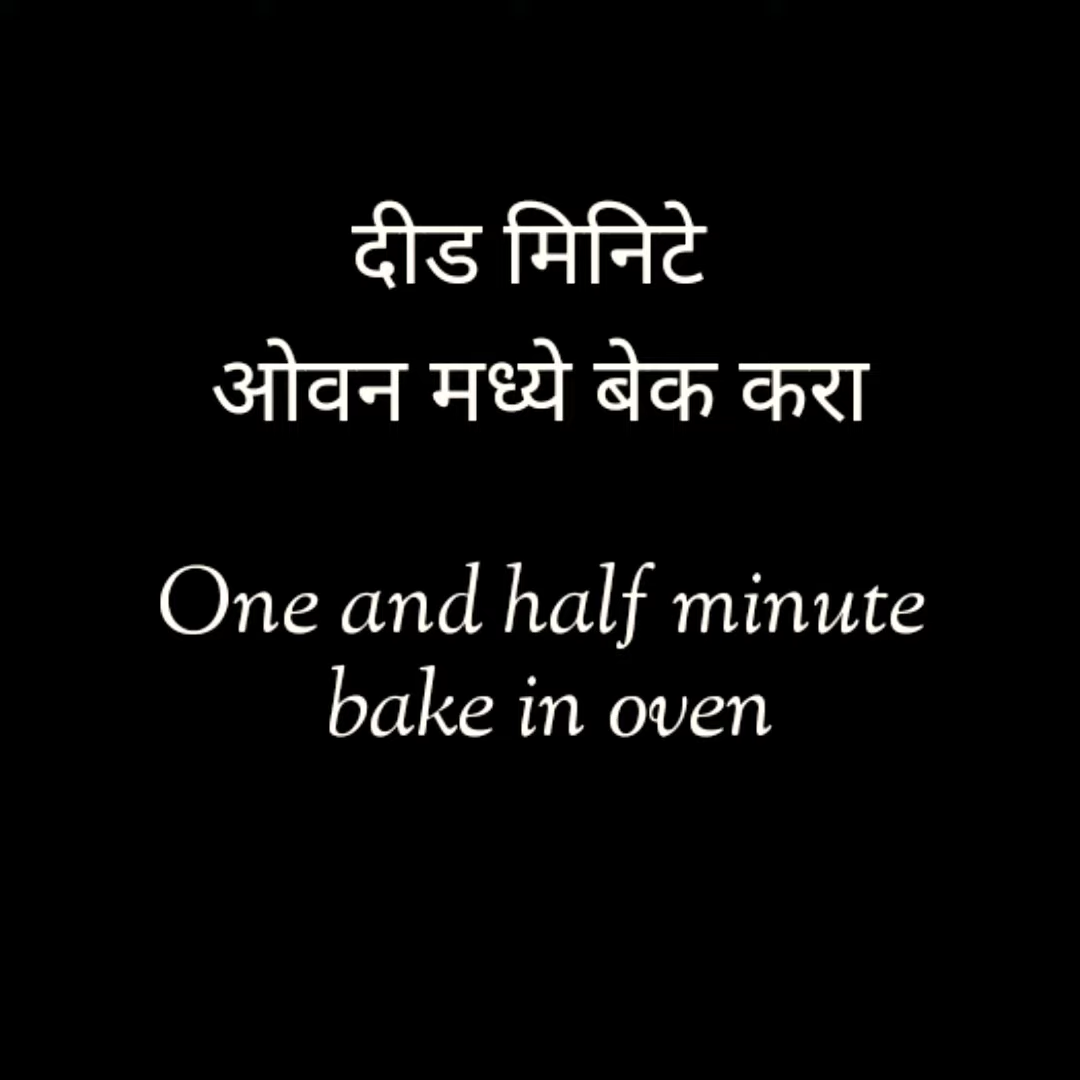 दीड मिनिटे
ओवन मध्ये बेक करा
One and half minute
bake in oven